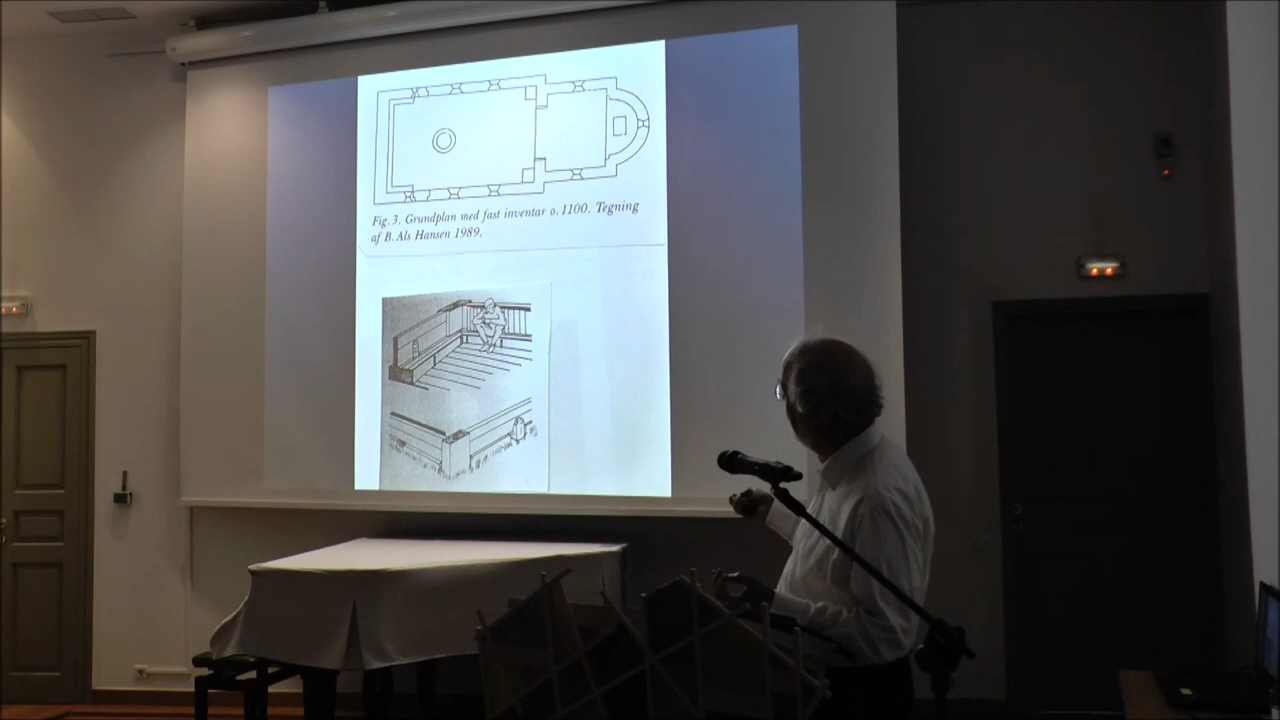 Fig. 3. Grundplan med fast inventar o. 1100. Tegning
af B. Als Hansen 1989.